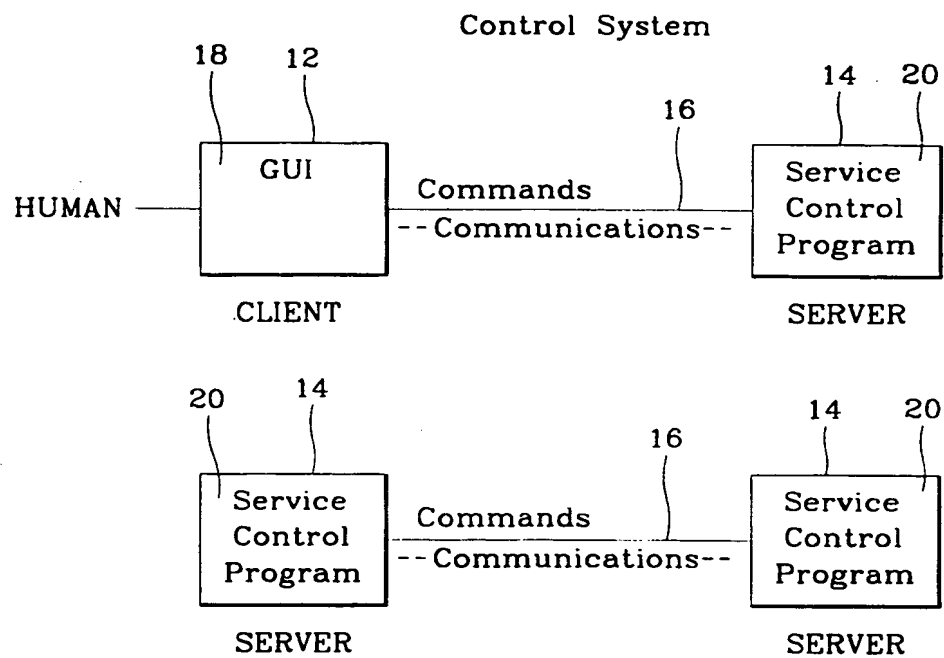 Control System
18 12 14 20
16
GUI
Service
Control
Program
HUMAN
Commands
--Communications--
CLIENT
SERVER
20 14 14 20
16
Service
Control
Program
Commands
--Communications--
Service
Control
Program
SERVER
SERVER